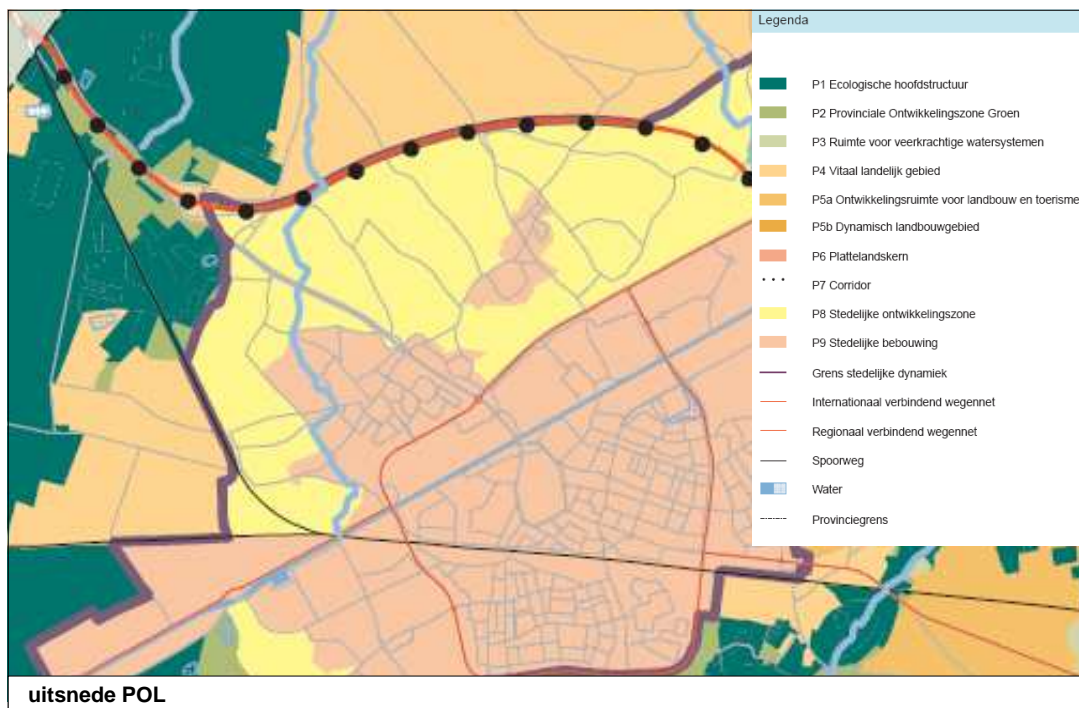 Legenda
P1 Ecologische hoofdstructuur
P2 Provinciale Ontwikkelingszone Groen
P3 Ruimte voor veerkrachtige watersystemen
P4 Vitaal landelijk gebied
P5a Ontwikkelingsruimte voor landbouw en toerisme
P5b Dynamisch landbouwgebied
P6 Plattelandskern
P7 Corridor
P8 Stedelijke ontwikkelingszone
P9 Stedelijke bebouwing
Grens stedelijke dynamiek
Internationaal verbindend wegennet
Regionaal verbindend wegennet
Spoorweg
Water
Provinciegrens
uitsnede POL